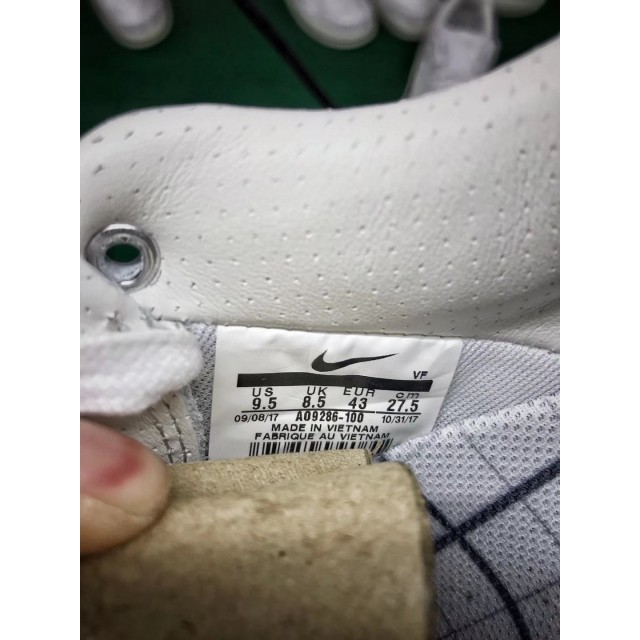 VF
US UK EUR cm
9.5 8.5 43 27.5
09/08/17 AO9286-100 10/31/17
MADE IN VIETNAM
FABRIQUE AU VIETNAM